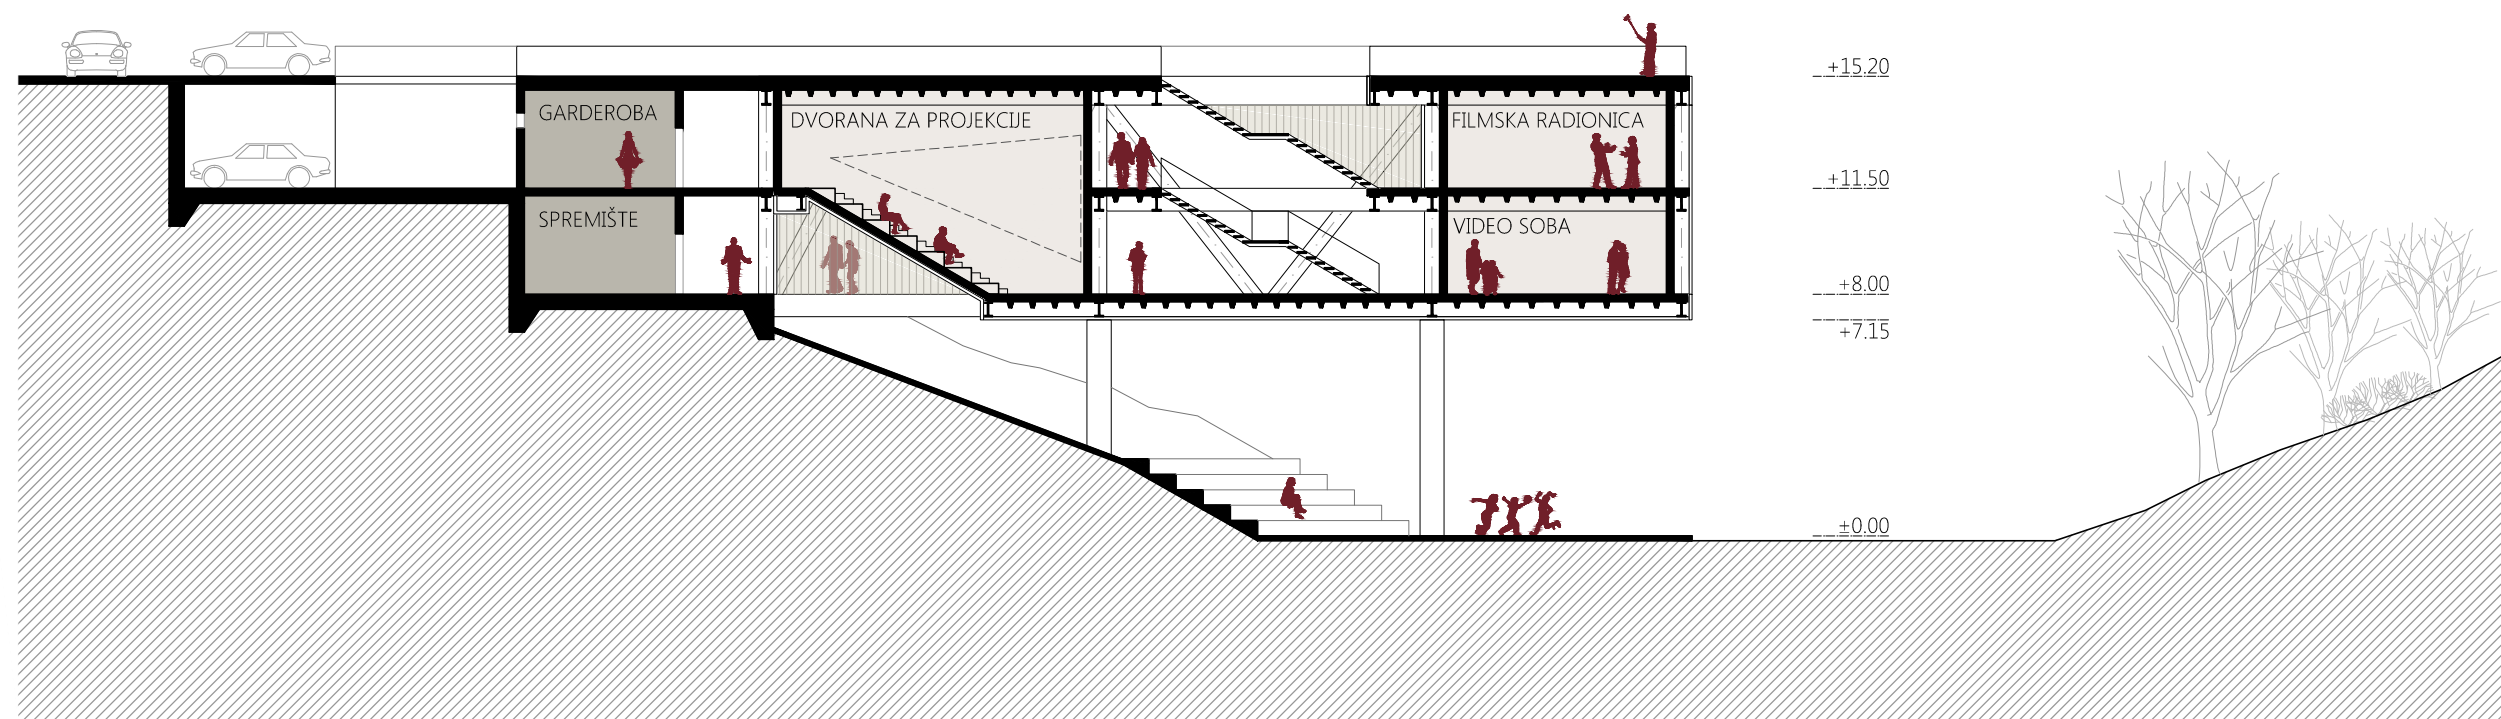 +15.20
GARDEROBA
DVORANA ZA PROJEKCIJE
FILMSKA RADIONICA
+11.50
SPREMIŠTE
VIDEO SOBA
+8.00
+7.15
±0.00